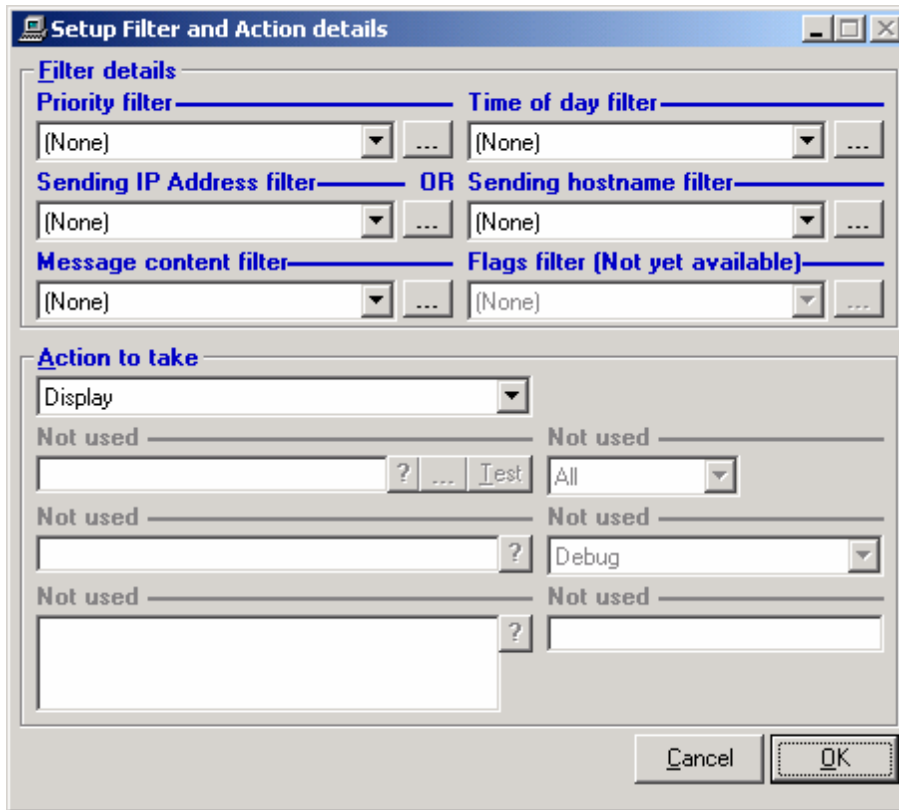 Setup Filter and Action details
Filter details
Priority filter Time of day filter
(None) ... (None) ...
Sending IP Address filter OR Sending hostname filter
(None) ... (None) ...
Message content filter Flags filter (Not yet available)
(None) ... (None) ...
Action to take
Display
Not used Not used
? ... Test All
Not used Not used
? Debug
Not used Not used
?
Cancel OK